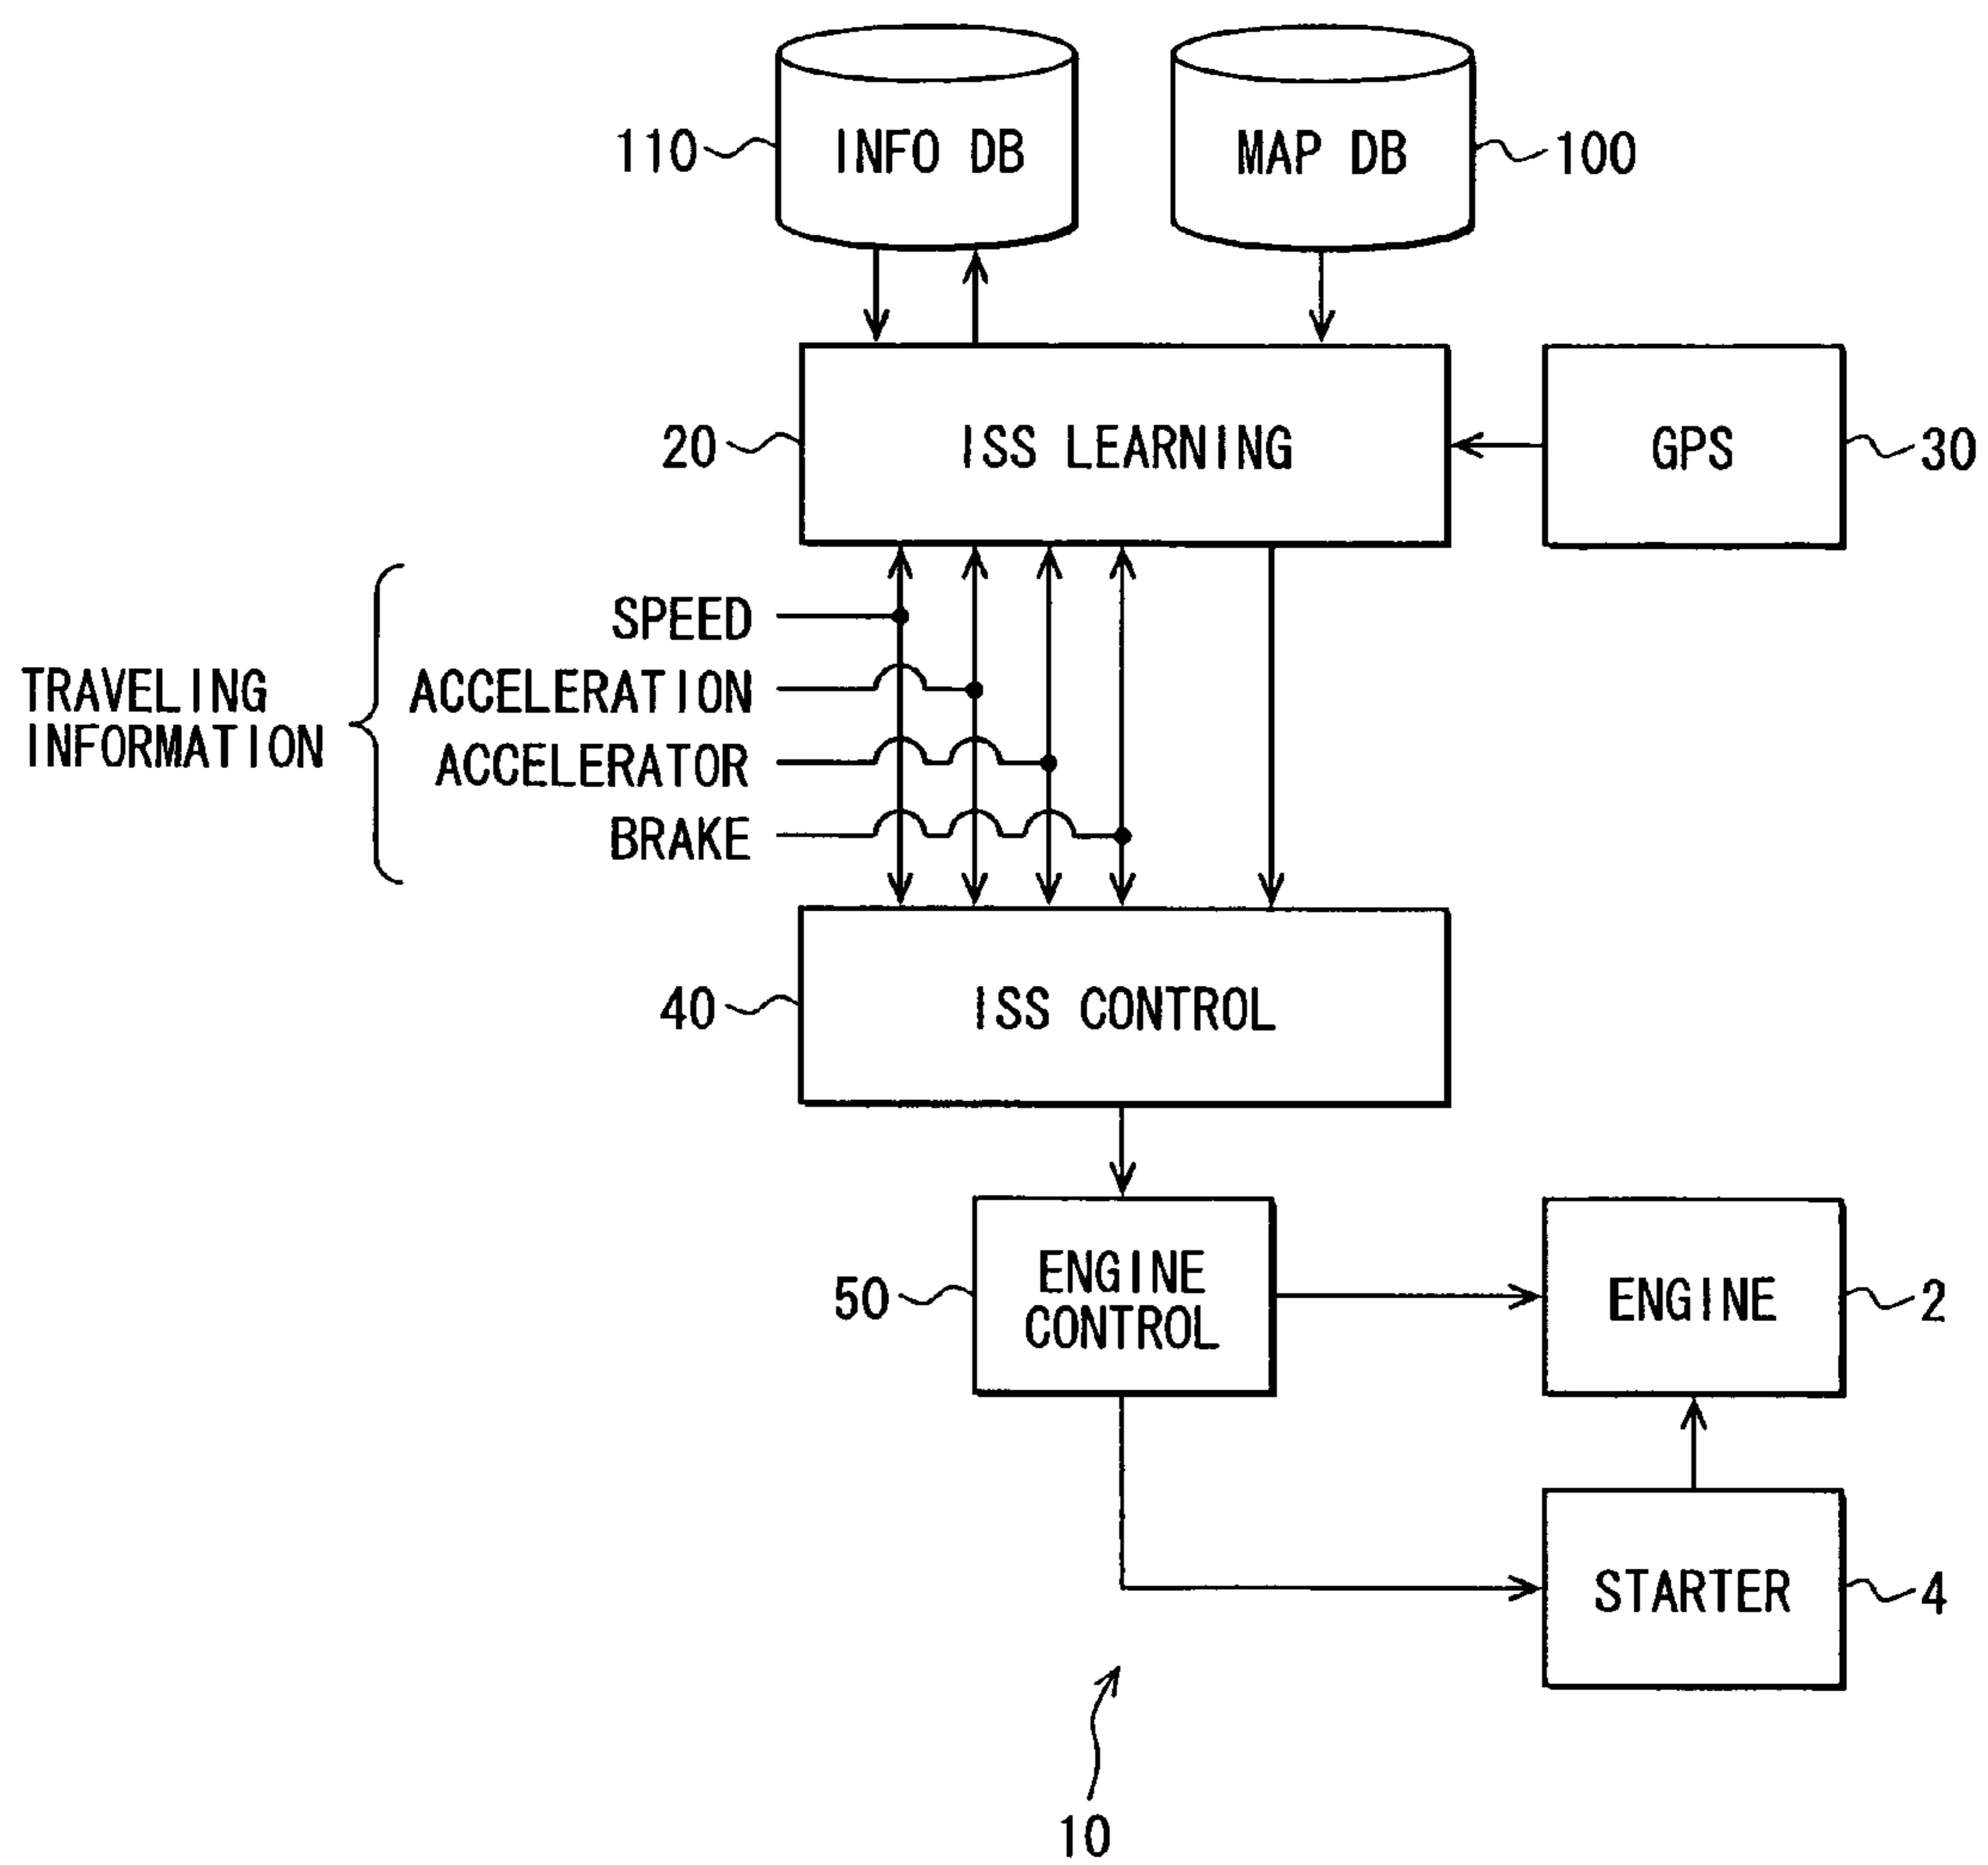 110
INFO DB
MAP DB
100
20
ISS LEARNING
GPS
30
TRAVELING
INFORMATION
SPEED
ACCELERATION
ACCELERATOR
BRAKE
40
ISS CONTROL
50
ENGINE
CONTROL
ENGINE
2
STARTER
4
10